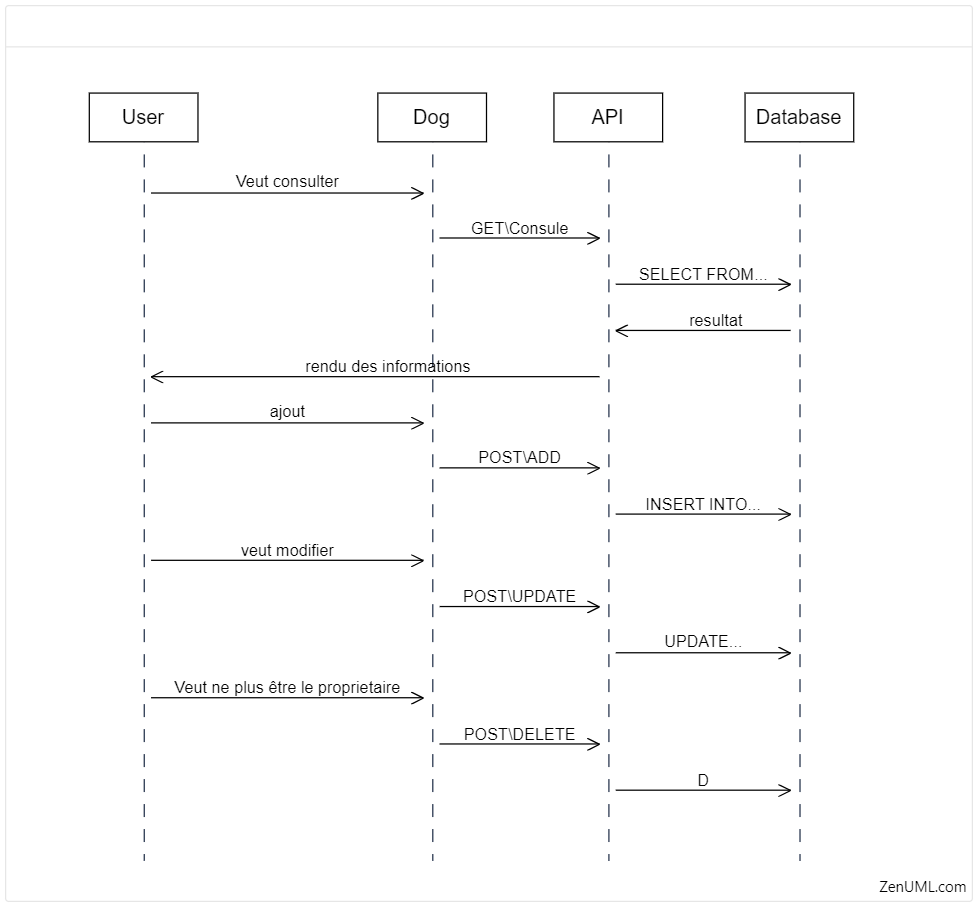 User
Dog
API
Database
Veut consulter
GET\Consule
SELECT FROM...
resultat
rendu des informations
ajout
POST\ADD
INSERT INTO...
veut modifier
POST\UPDATE
UPDATE...
Veut ne plus être le proprietaire
POST\DELETE
D
ZenUML.com